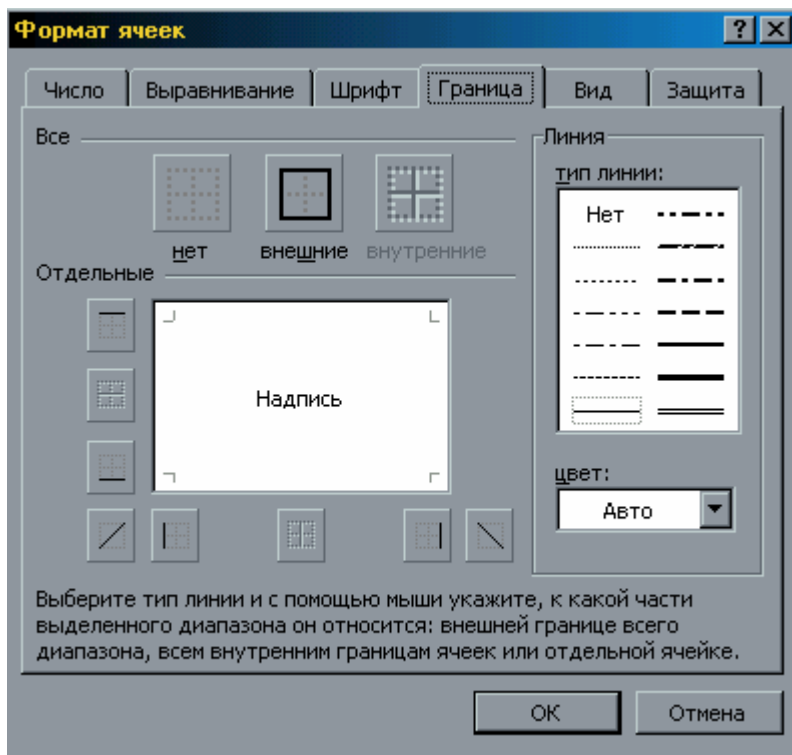 Формат ячеек
Число Выравнивание Шрифт Граница Вид Защита
Все
нет внешние внутренние
Отдельные
Надпись
Линия
тип линии:
Нет
цвет:
Авто
Выберите тип линии и с помощью мыши укажите, к какой части
выделенного диапазона он относится: внешней границе всего
диапазона, всем внутренним границам ячеек или отдельной ячейке.
ОК Отмена